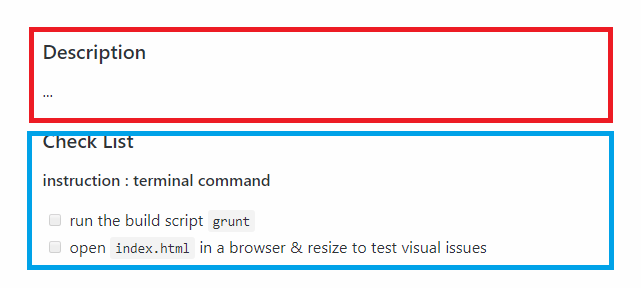 Description
...
Check List
instruction : terminal command
run the build script grunt
open index.html in a browser & resize to test visual issues